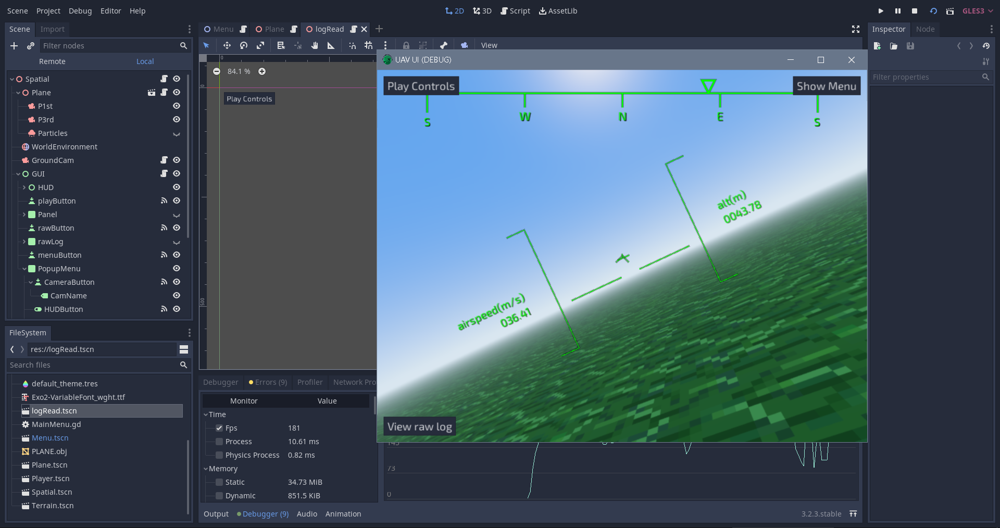 Scene Project Debug Editor Help
2D 3D Script AssetLib
GLES3
Scene Import
Filter nodes
Remote Local
Spatial
Plane
P1st
P3rd
Particles
WorldEnvironment
GroundCam
GUI
HUD
playButton
Panel
rawButton
rawLog
menuButton
PopupMenu
CameraButton
CamName
HUDButton
FileSystem
res://logRead.tscn
Search files
default_theme.tres
Exo2-VariableFont_wght.ttf
logRead.tscn
MainMenu.gd
Menu.tscn
PLANE.obj
Plane.tscn
Player.tscn
Spatial.tscn
Terrain.tscn
Menu Plane logRead
View
0
84.1 %
0
Play Controls
500
UAV UI (DEBUG)
Play Controls
Show Menu
S W N E S
alt(m)
0043.78
airspeed(m/s)
036.41
View raw log
Debugger Errors (9) Profiler Network Pro
Monitor Value
Time
Fps 181
Process 10.61 ms
Physics Process 0.82 ms
Memory
Static 34.73 MiB
Dynamic 851.5 KiB
145
73
0
Output Debugger (9) Audio Animation
3.2.3.stable
Inspector Node
Filter properties